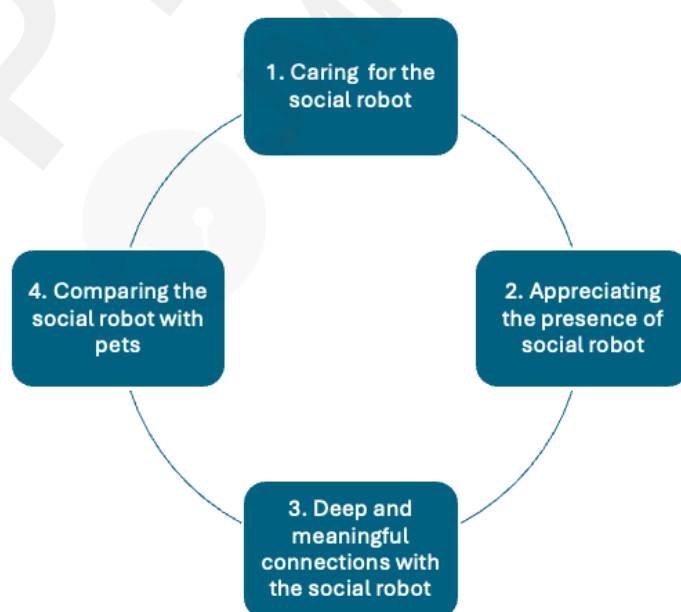 1. Caring for the
social robot
2. Appreciating
the presence of
social robot
3. Deep and
meaningful
connections with
the social robot
4. Comparing the
social robot with
pets